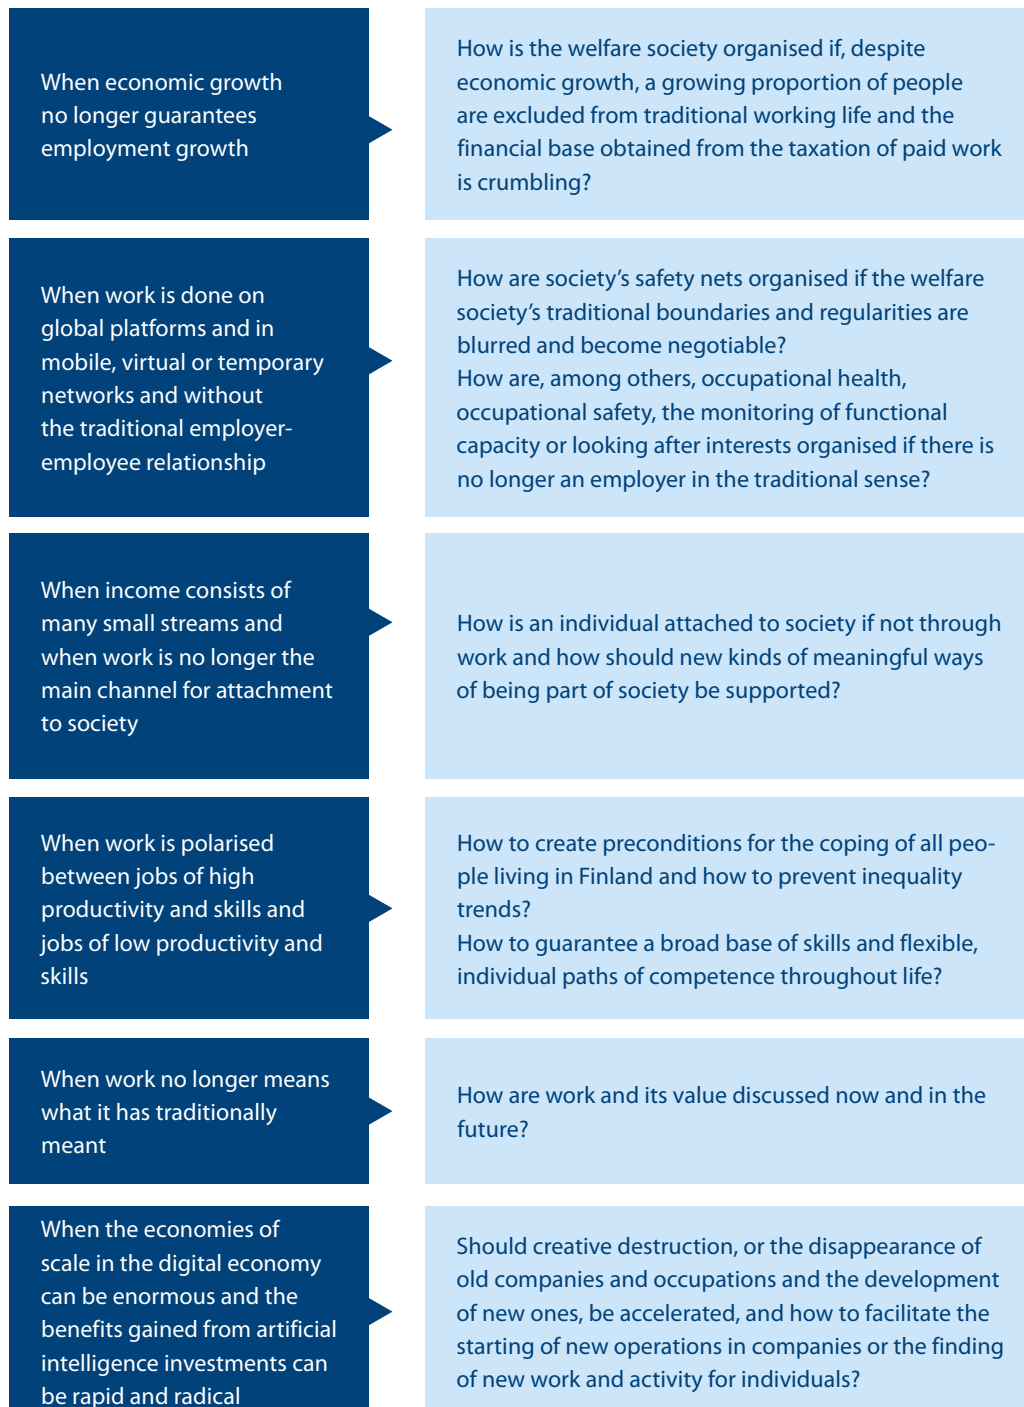 When economic growth
no longer guarantees
employment growth
How is the welfare society organised if, despite
economic growth, a growing proportion of people
are excluded from traditional working life and the
financial base obtained from the taxation of paid work
is crumbling?
When work is done on
global platforms and in
mobile, virtual or temporary
networks and without
the traditional employer-
employee relationship
How are society’s safety nets organised if the welfare
society’s traditional boundaries and regularities are
blurred and become negotiable?
How are, among others, occupational health,
occupational safety, the monitoring of functional
capacity or looking after interests organised if there is
no longer an employer in the traditional sense?
When income consists of
many small streams and
when work is no longer the
main channel for attachment
to society
How is an individual attached to society if not through
work and how should new kinds of meaningful ways
of being part of society be supported?
When work is polarised
between jobs of high
productivity and skills and
jobs of low productivity and
skills
How to create preconditions for the coping of all peo-
ple living in Finland and how to prevent inequality
trends?
How to guarantee a broad base of skills and flexible,
individual paths of competence throughout life?
When work no longer means
what it has traditionally
meant
How are work and its value discussed now and in the
future?
When the economies of
scale in the digital economy
can be enormous and the
benefits gained from artificial
intelligence investments can
be rapid and radical
Should creative destruction, or the disappearance of
old companies and occupations and the development
of new ones, be accelerated, and how to facilitate the
starting of new operations in companies or the finding
of new work and activity for individuals?